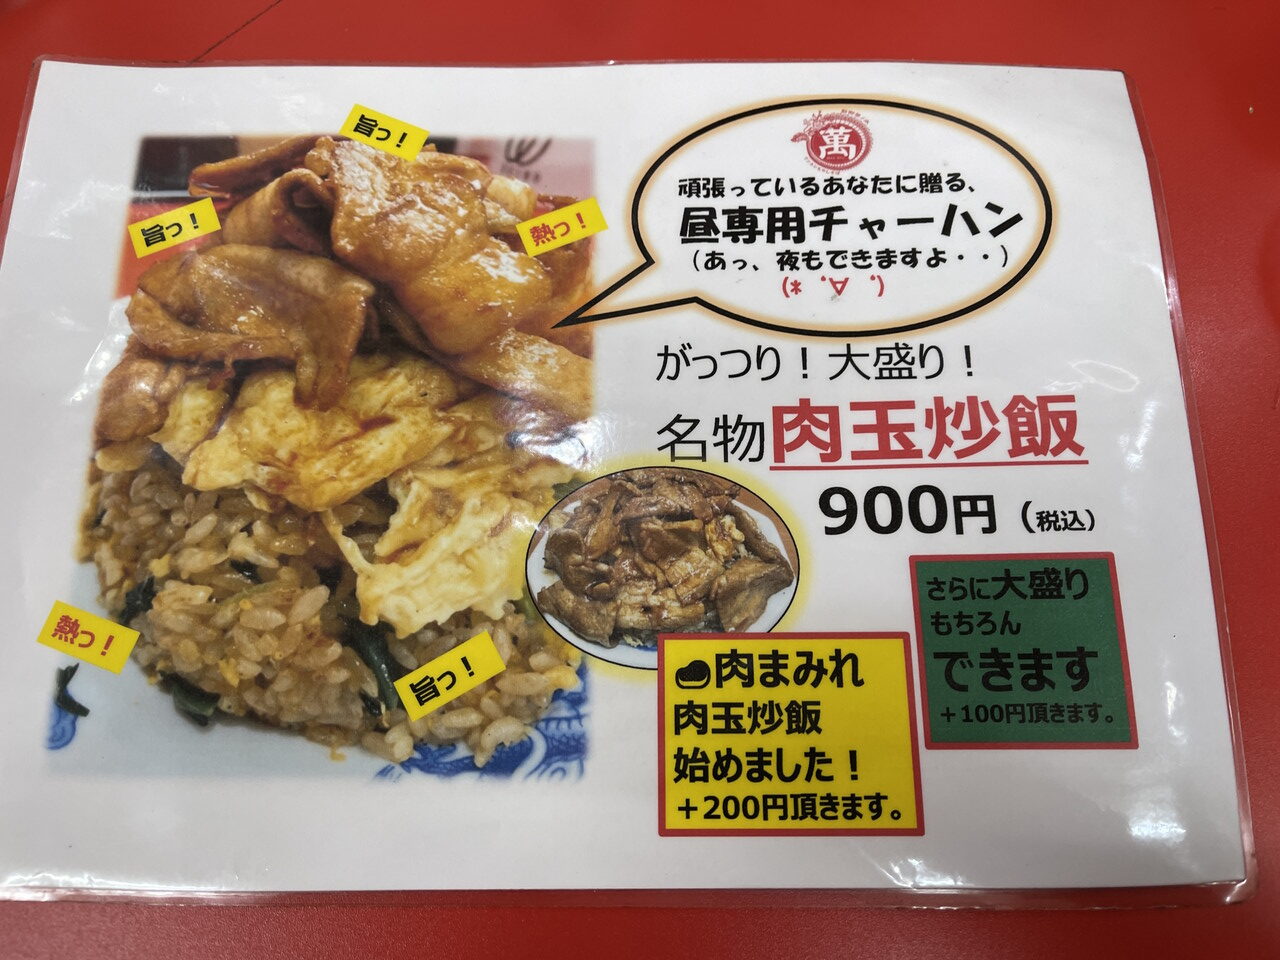 旨っ！
旨っ！
熱っ！
萬
頑張っているあなたに贈る、
昼専用チャーハン
（あっ、夜もできますよ・・）
がっつり！大盛り！
名物肉玉炒飯
900円（税込）
熱っ！
旨っ！
肉まみれ
肉玉炒飯
始めました！
＋200円頂きます。
さらに大盛り
もちろん
できます
＋100円頂きます。